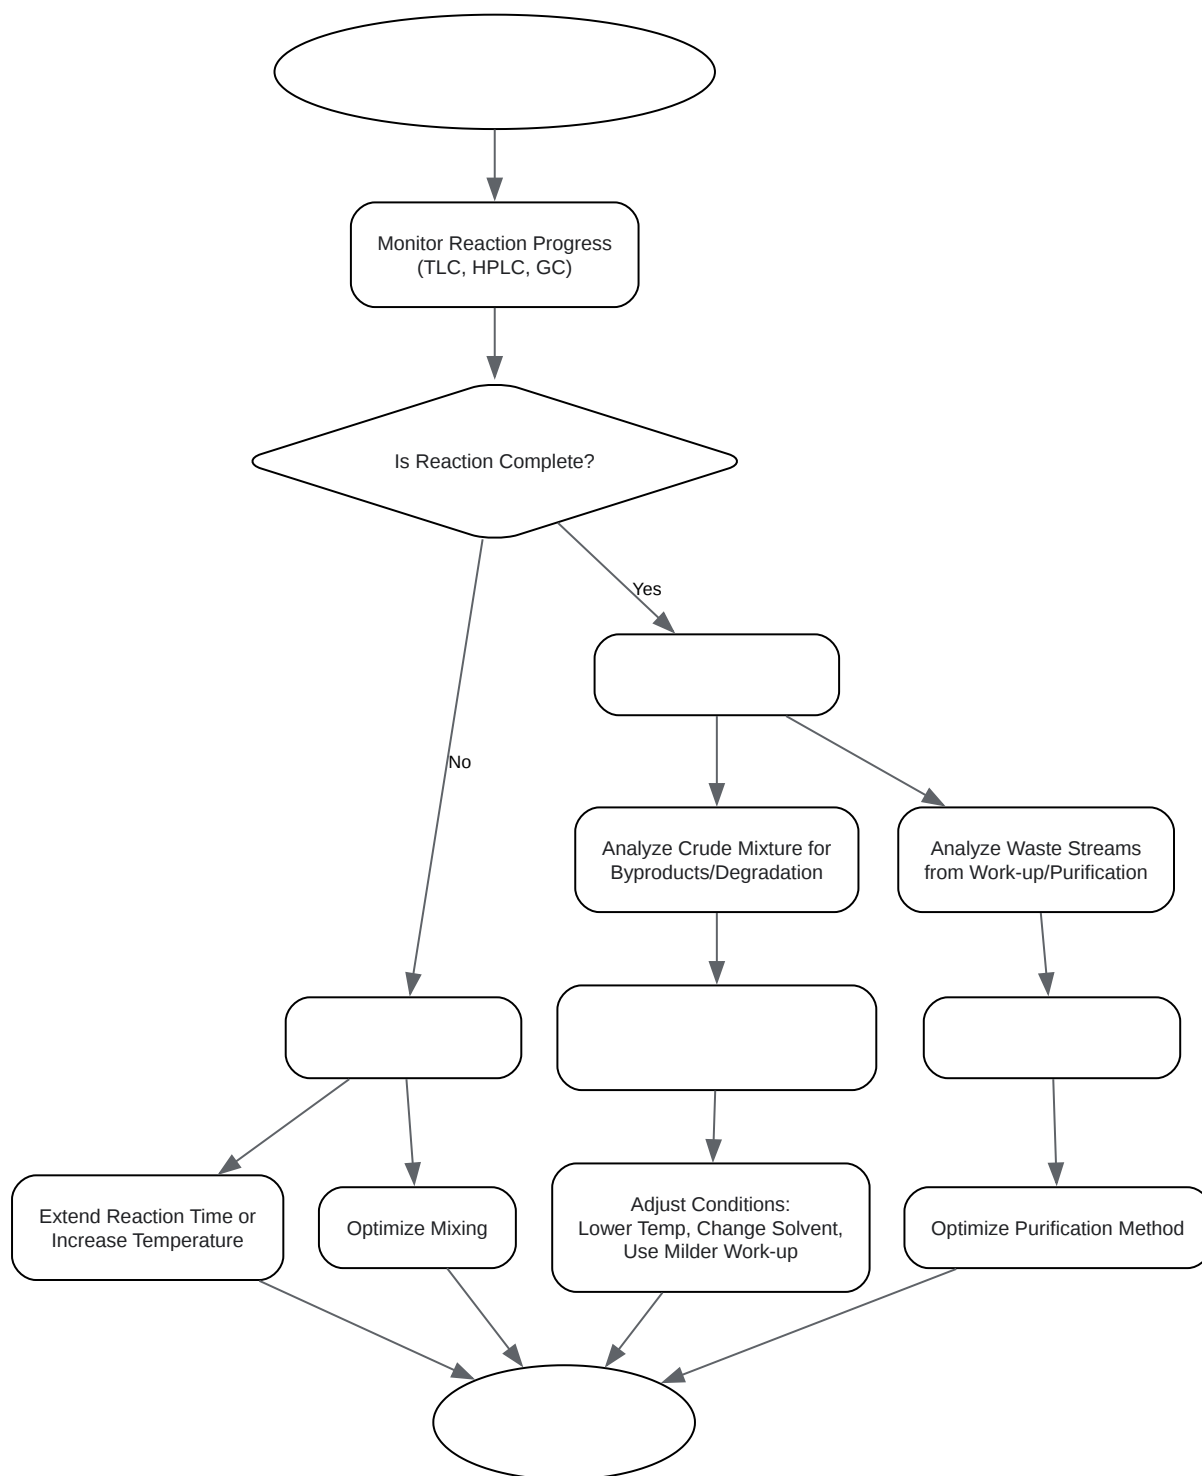 Monitor Reaction Progress
(TLC, HPLC, GC)
Is Reaction Complete?
Yes
No
Analyze Crude Mixture for
Byproducts/Degradation
Analyze Waste Streams
from Work-up/Purification
Extend Reaction Time or
Increase Temperature
Optimize Mixing
Adjust Conditions:
Lower Temp, Change Solvent,
Use Milder Work-up
Optimize Purification Method